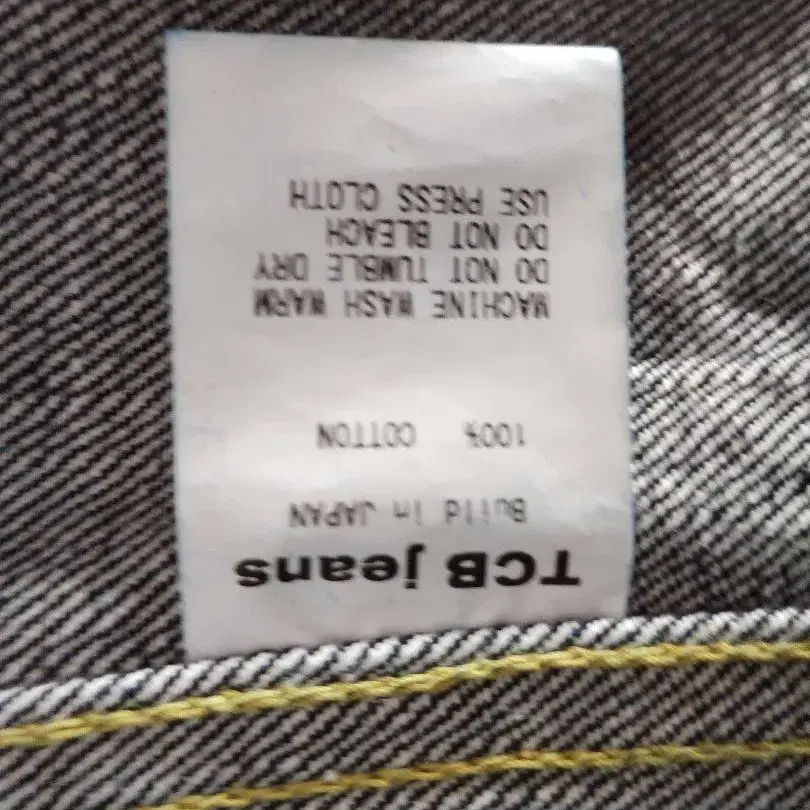 TCB jeans
Build in JAPAN
100% COTTON
MACHINE WASH WARM
DO NOT TUMBLE DRY
DO NOT BLEACH
USE PRESS CLOTH